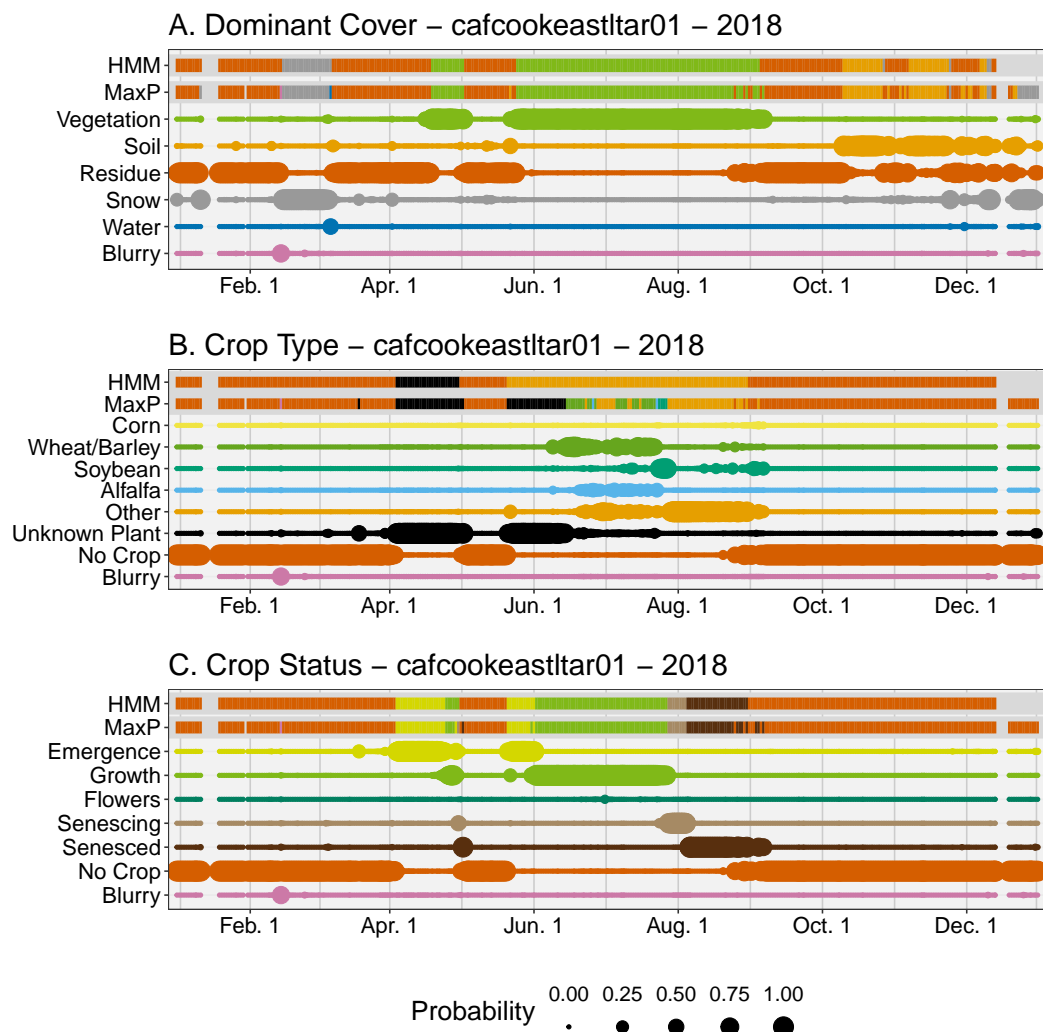 A. Dominant Cover – cafcookeastltar01 – 2018
HMM
MaxP
Vegetation
Soil
Residue
Snow
Water
Blurry
Feb. 1 Apr. 1 Jun. 1 Aug. 1 Oct. 1 Dec. 1
B. Crop Type – cafcookeastltar01 – 2018
HMM
MaxP
Corn
Wheat/Barley
Soybean
Alfalfa
Other
Unknown Plant
No Crop
Blurry
Feb. 1 Apr. 1 Jun. 1 Aug. 1 Oct. 1 Dec. 1
C. Crop Status – cafcookeastltar01 – 2018
HMM
MaxP
Emergence
Growth
Flowers
Senescing
Senesced
No Crop
Blurry
Feb. 1 Apr. 1 Jun. 1 Aug. 1 Oct. 1 Dec. 1
0.00 0.25 0.50 0.75 1.00
Probability